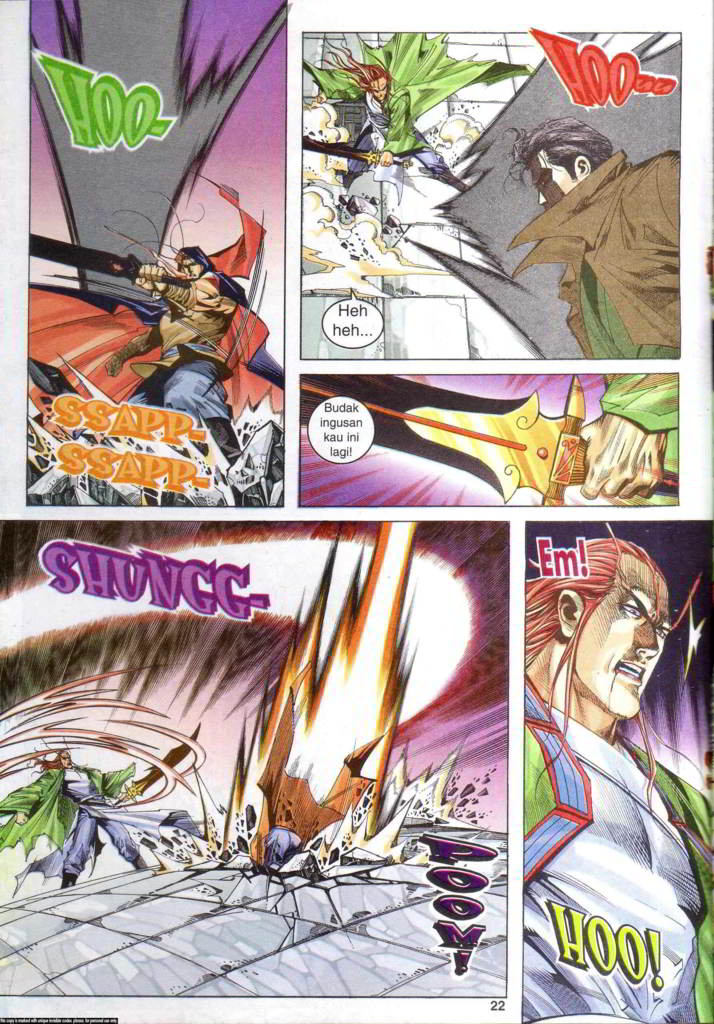 HOO-
SSAPP-
SSAPP-
HOO---
Heh
heh...
Budak
ingusan
kau ini
lagi!
SHUNGG-
POOM!
Em!
HOO!
22
this copy is marked with unique invisible codes, please, for personal use only.